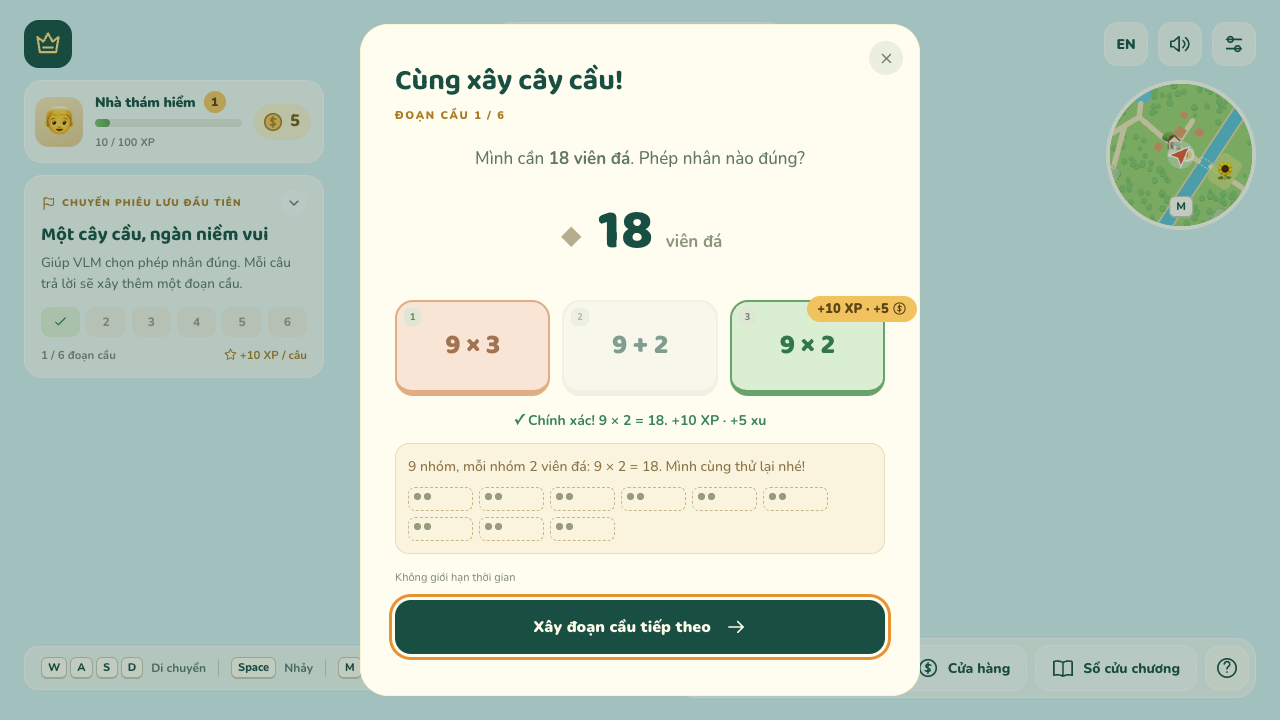 EN
Nhà thám hiểm 1
10 / 100 XP
5
CHUYẾN PHIÊU LƯU ĐẦU TIÊN
Một cây cầu, ngàn niềm vui
Giúp VLM chọn phép nhân đúng. Mỗi câu
trả lời sẽ xây thêm một đoạn cầu.
2 3 4 5 6
1 / 6 đoạn cầu
+10 XP / câu
Cùng xây cây cầu!
ĐOẠN CẦU 1 / 6
Mình cần 18 viên đá. Phép nhân nào đúng?
18 viên đá
+10 XP · +5
1
9 × 3
2
9 + 2
3
9 × 2
✓ Chính xác! 9 × 2 = 18. +10 XP · +5 xu
9 nhóm, mỗi nhóm 2 viên đá: 9 × 2 = 18. Mình cùng thử lại nhé!
Không giới hạn thời gian
Xây đoạn cầu tiếp theo →
M
W A S D Di chuyển
Space Nhảy
M
Cửa hàng
Sổ cửu chương
?